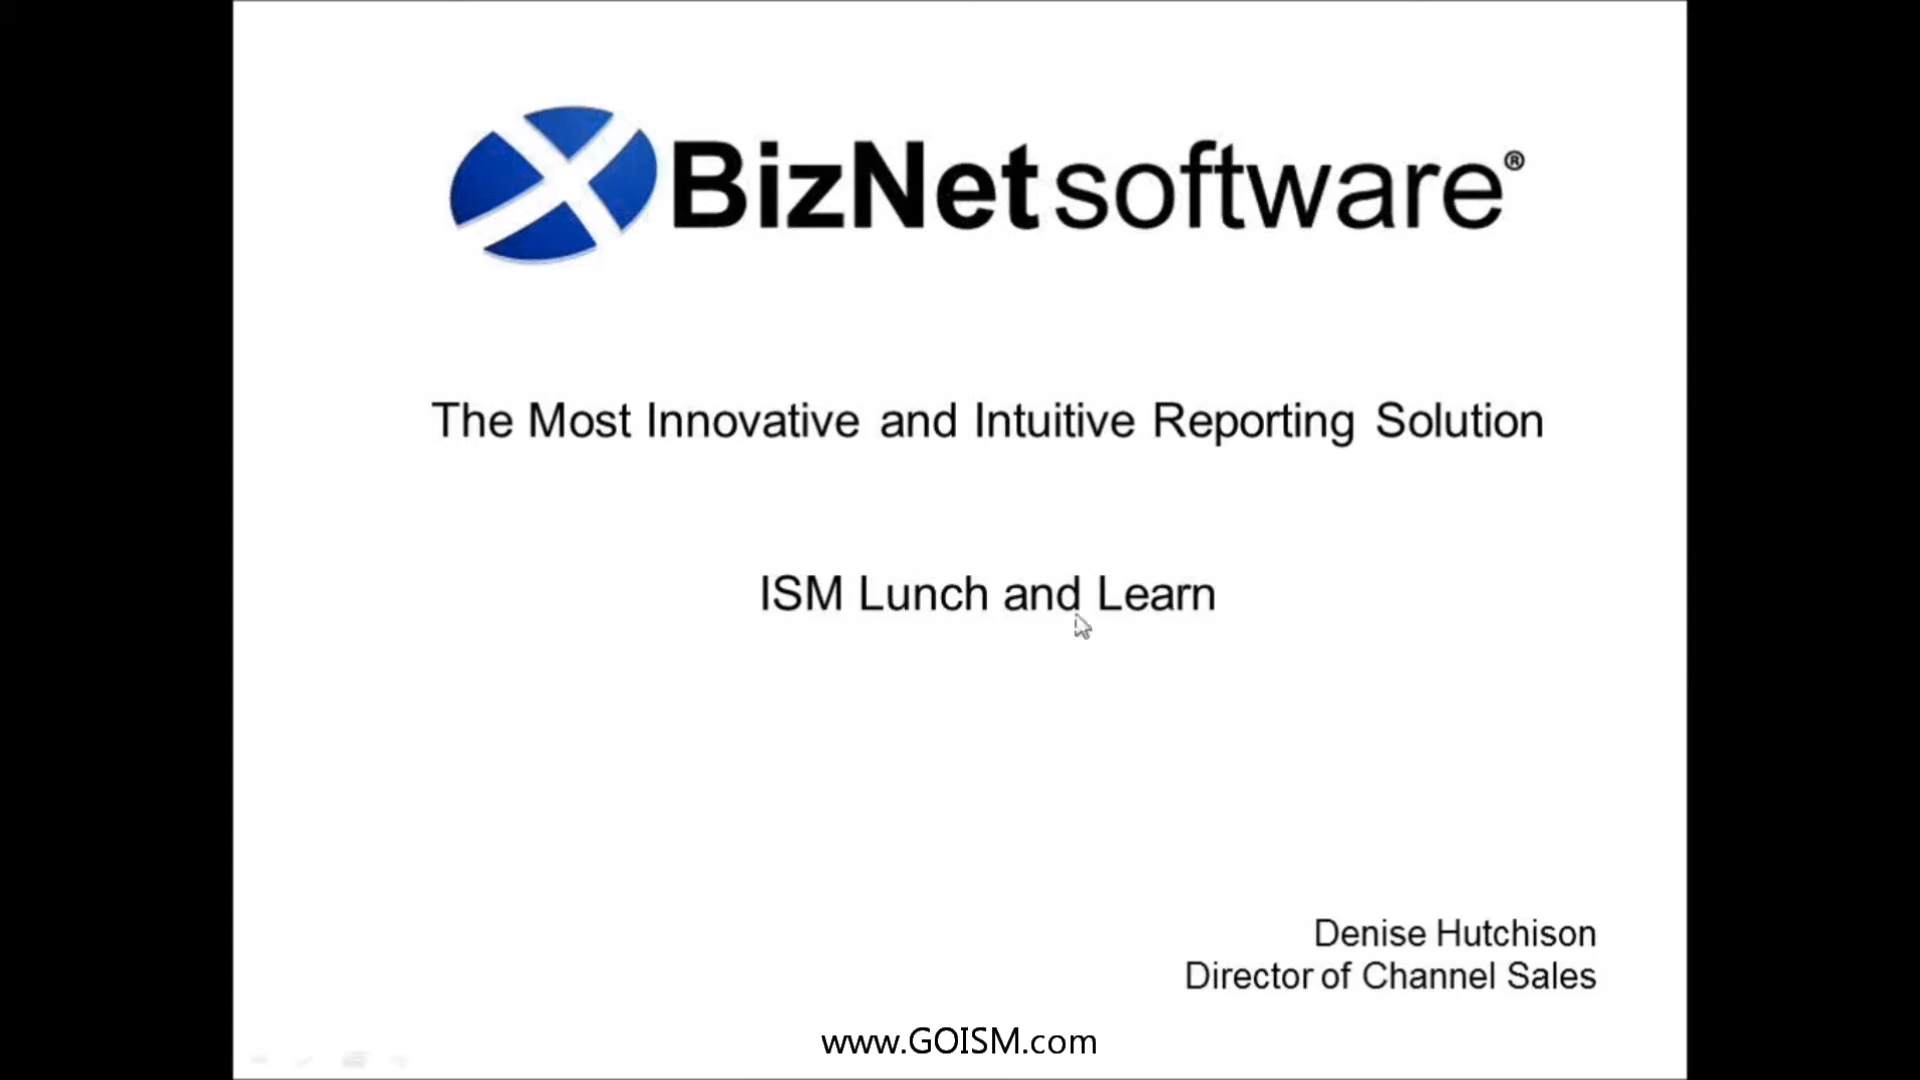 BizNetsoftware®
The Most Innovative and Intuitive Reporting Solution
ISM Lunch and Learn
Denise Hutchison
Director of Channel Sales
www.GOISM.com